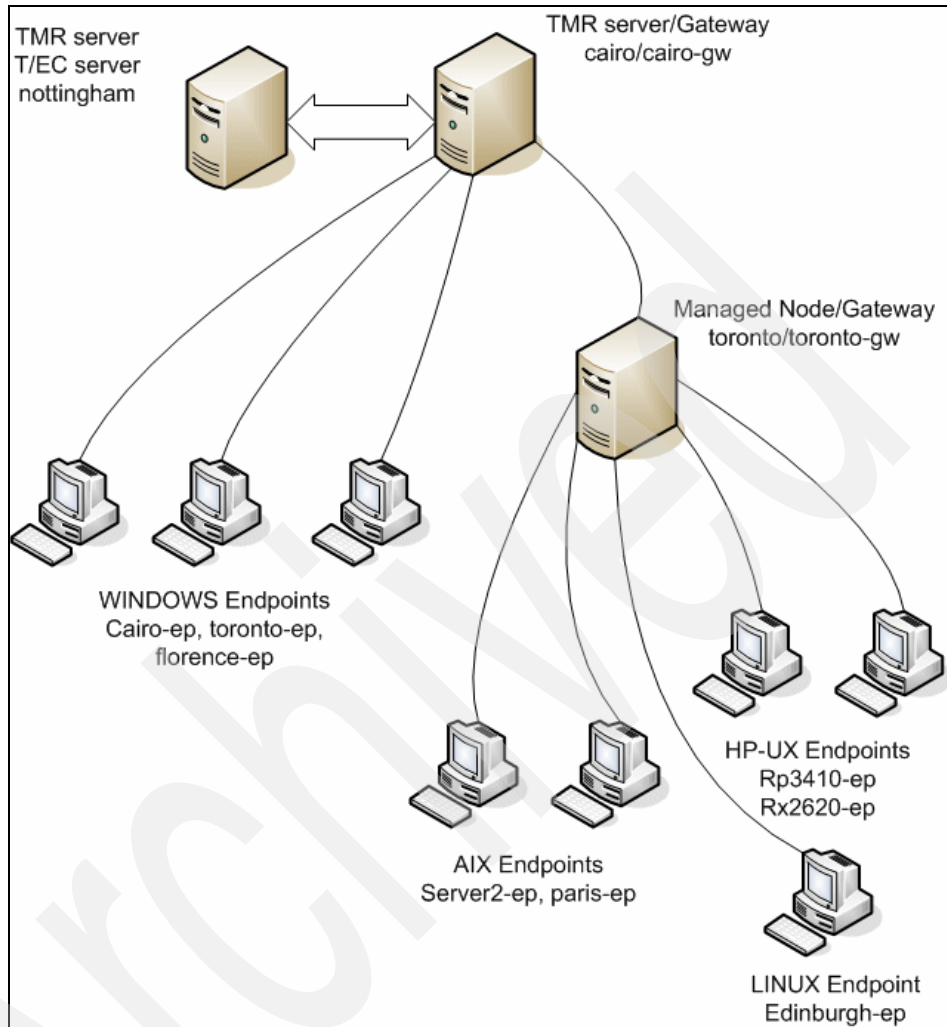 TMR server
T/EC server
nottingham
TMR server/Gateway
cairo/cairo-gw
Managed Node/Gateway
toronto/toronto-gw
WINDOWS Endpoints
Cairo-ep, toronto-ep,
florence-ep
HP-UX Endpoints
Rp3410-ep
Rx2620-ep
AIX Endpoints
Server2-ep, paris-ep
LINUX Endpoint
Edinburgh-ep
Archived